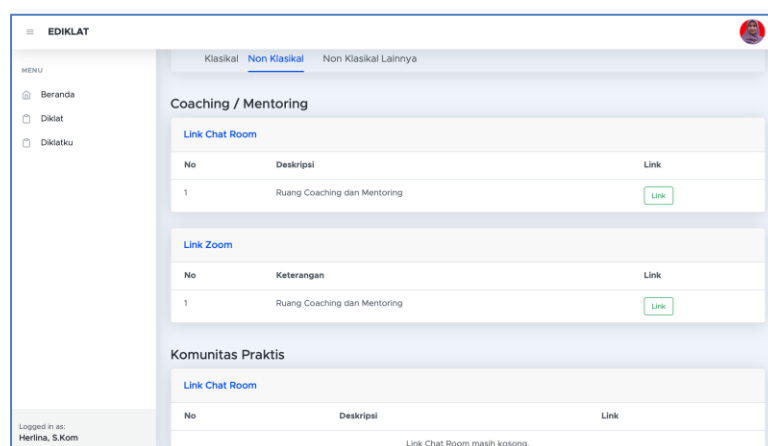 EDIKLAT
MENU
Beranda
Diklat
Diklatku
Klasikal Non Klasikal Non Klasikal Lainnya
Coaching / Mentoring
Link Chat Room
No Deskripsi Link
1 Ruang Coaching dan Mentoring Link
Link Zoom
No Keterangan Link
1 Ruang Coaching dan Mentoring Link
Komunitas Praktis
Link Chat Room
No Deskripsi Link
Link Chat Room masih kosong.
Logged in as:
Herlina, S.Kom